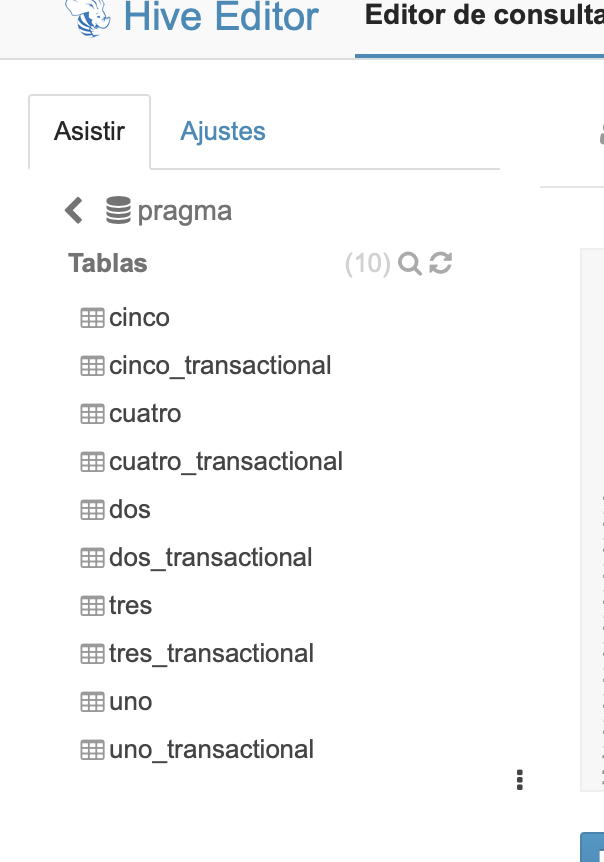 Hive Editor
Editor de consulta
Asistir
Ajustes
pragma
Tablas (10)
cinco
cinco_transactional
cuatro
cuatro_transactional
dos
dos_transactional
tres
tres_transactional
uno
uno_transactional